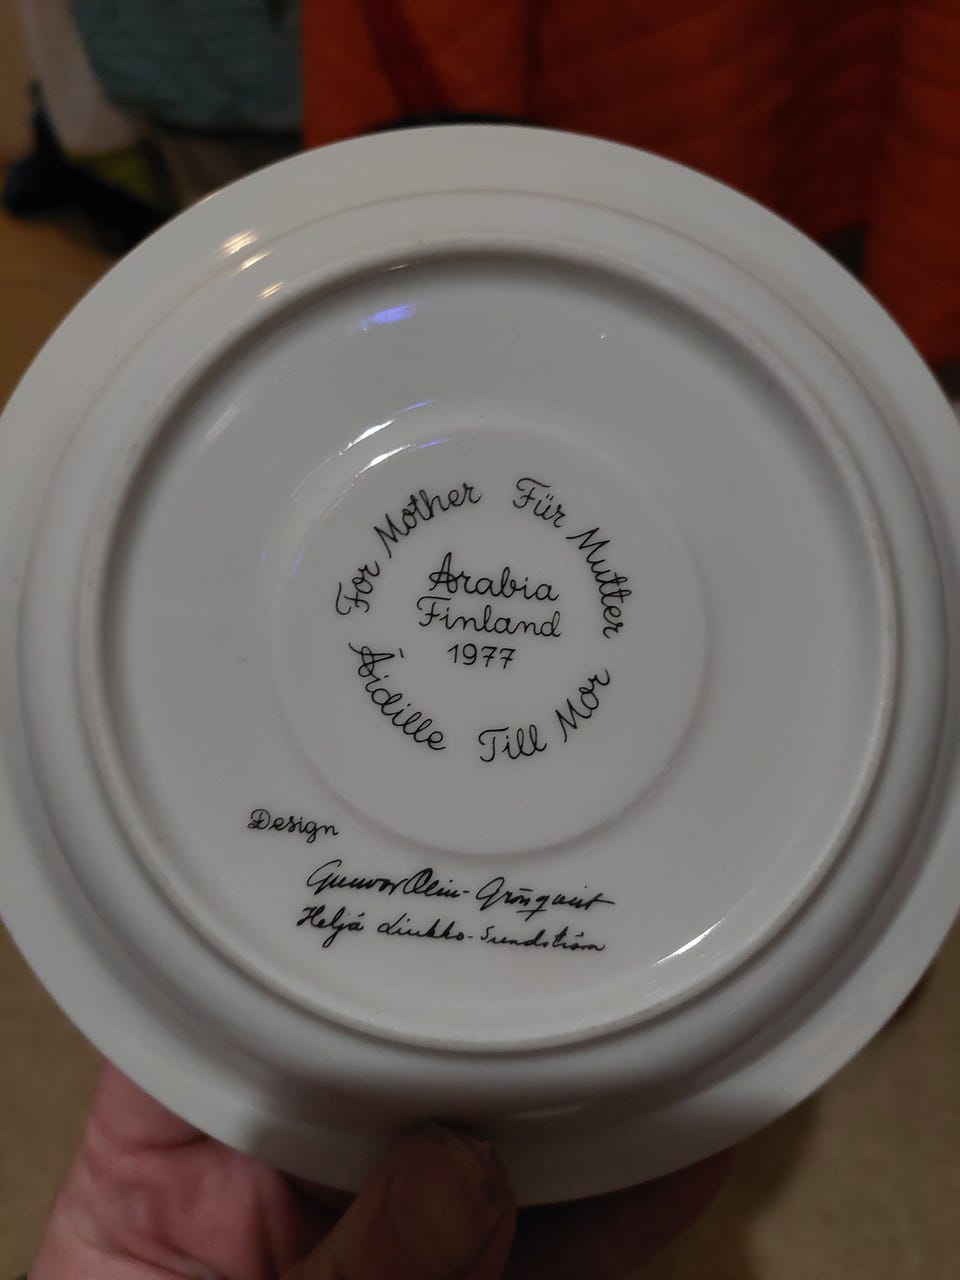 For Mother
Für Mutter
Till Mor
Äidille
Arabia
Finland
1977
Design
Gunvor Olin-Grönqvist
Heljä Liukko-Sundström